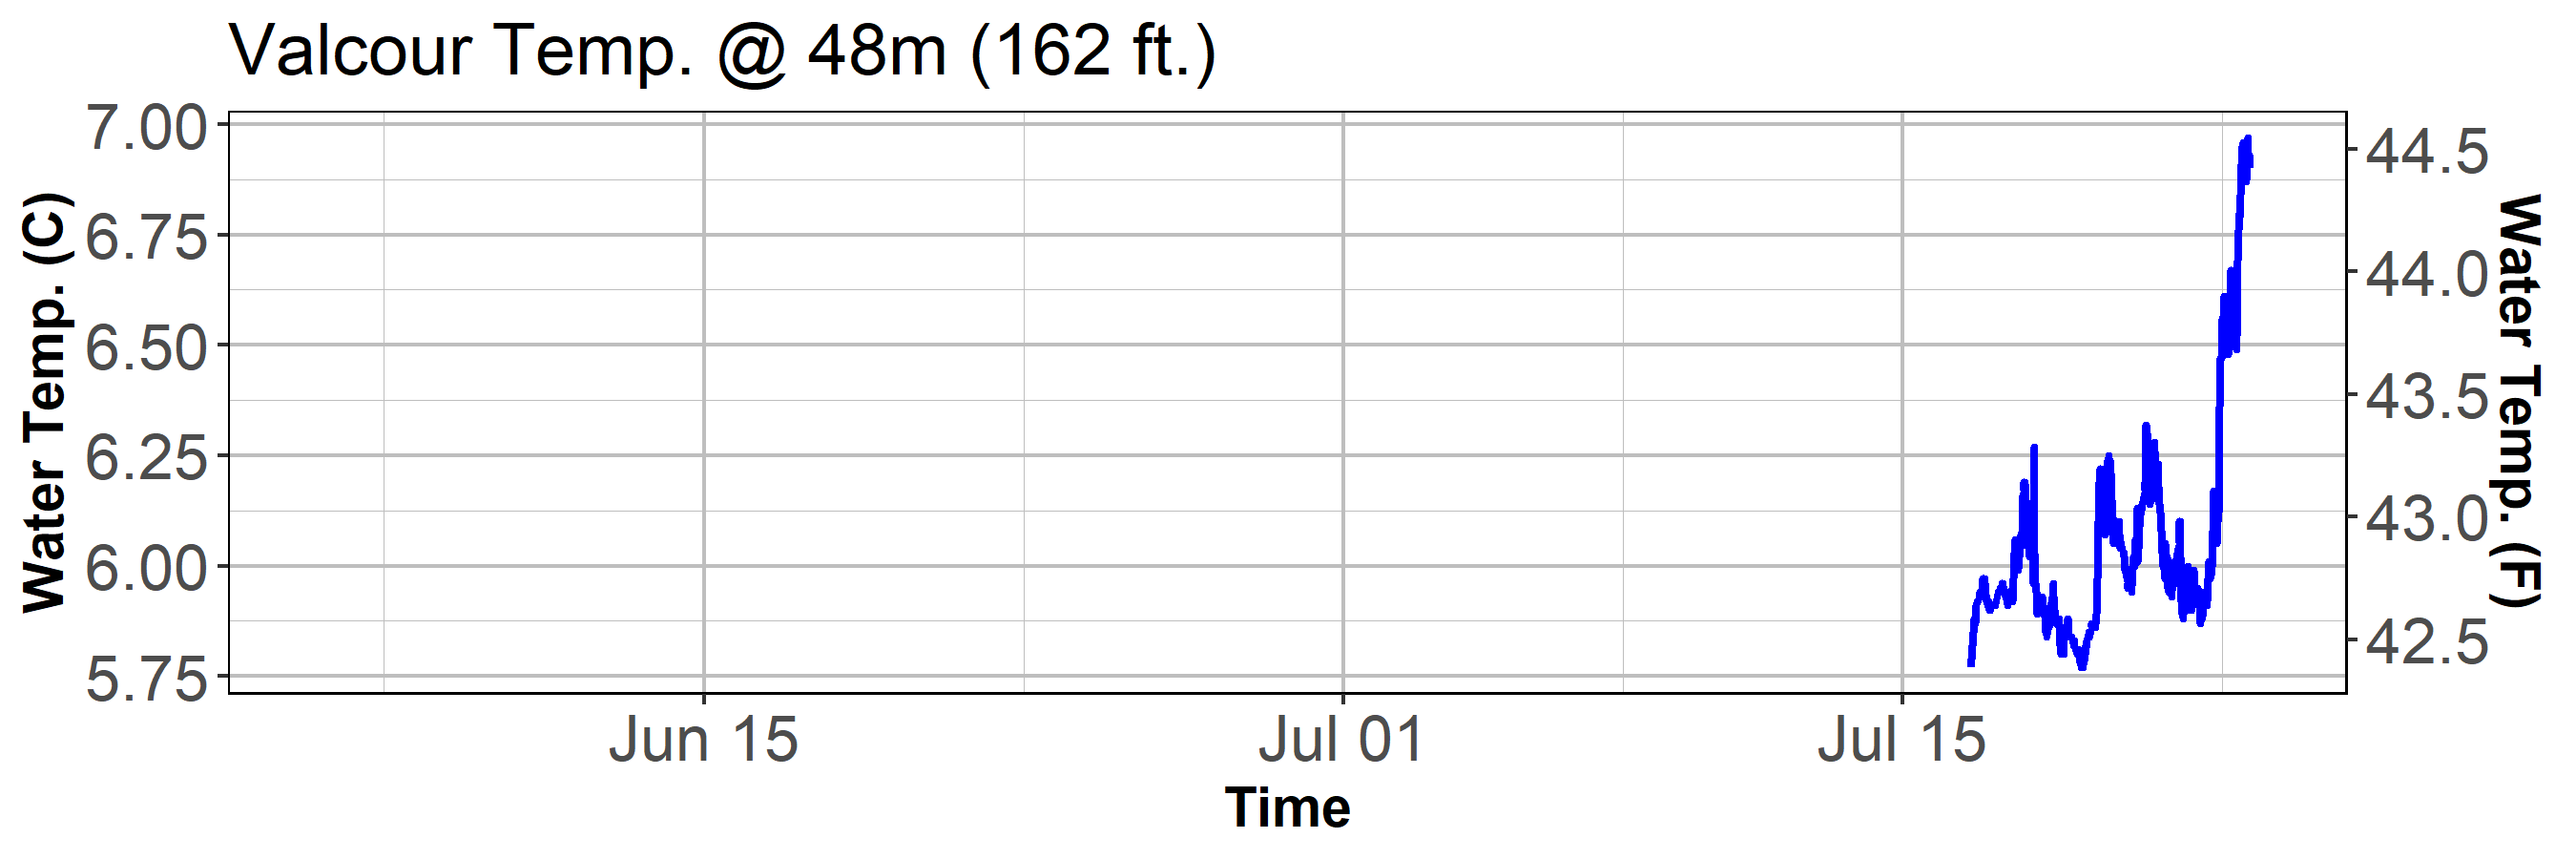 Valcour Temp. @ 48m (162 ft.)
Water Temp. (C)
7.00
6.75
6.50
6.25
6.00
5.75
44.5
44.0
43.5
43.0
42.5
Water Temp. (F)
Jun 15 Jul 01 Jul 15
Time